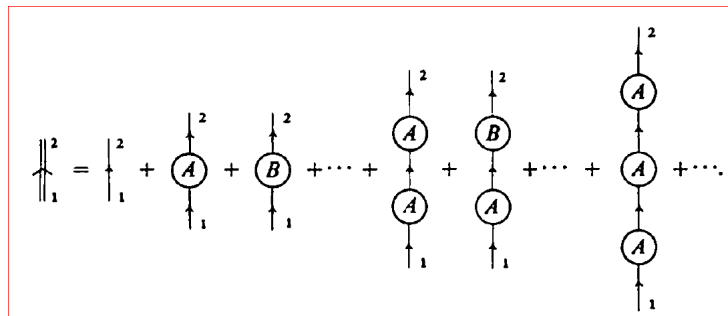 2
2 2
A
2 2
A B
2 2
= + A + B +···+ + +··· + A +···.
1 1
A A
1 1
A
1 1
1